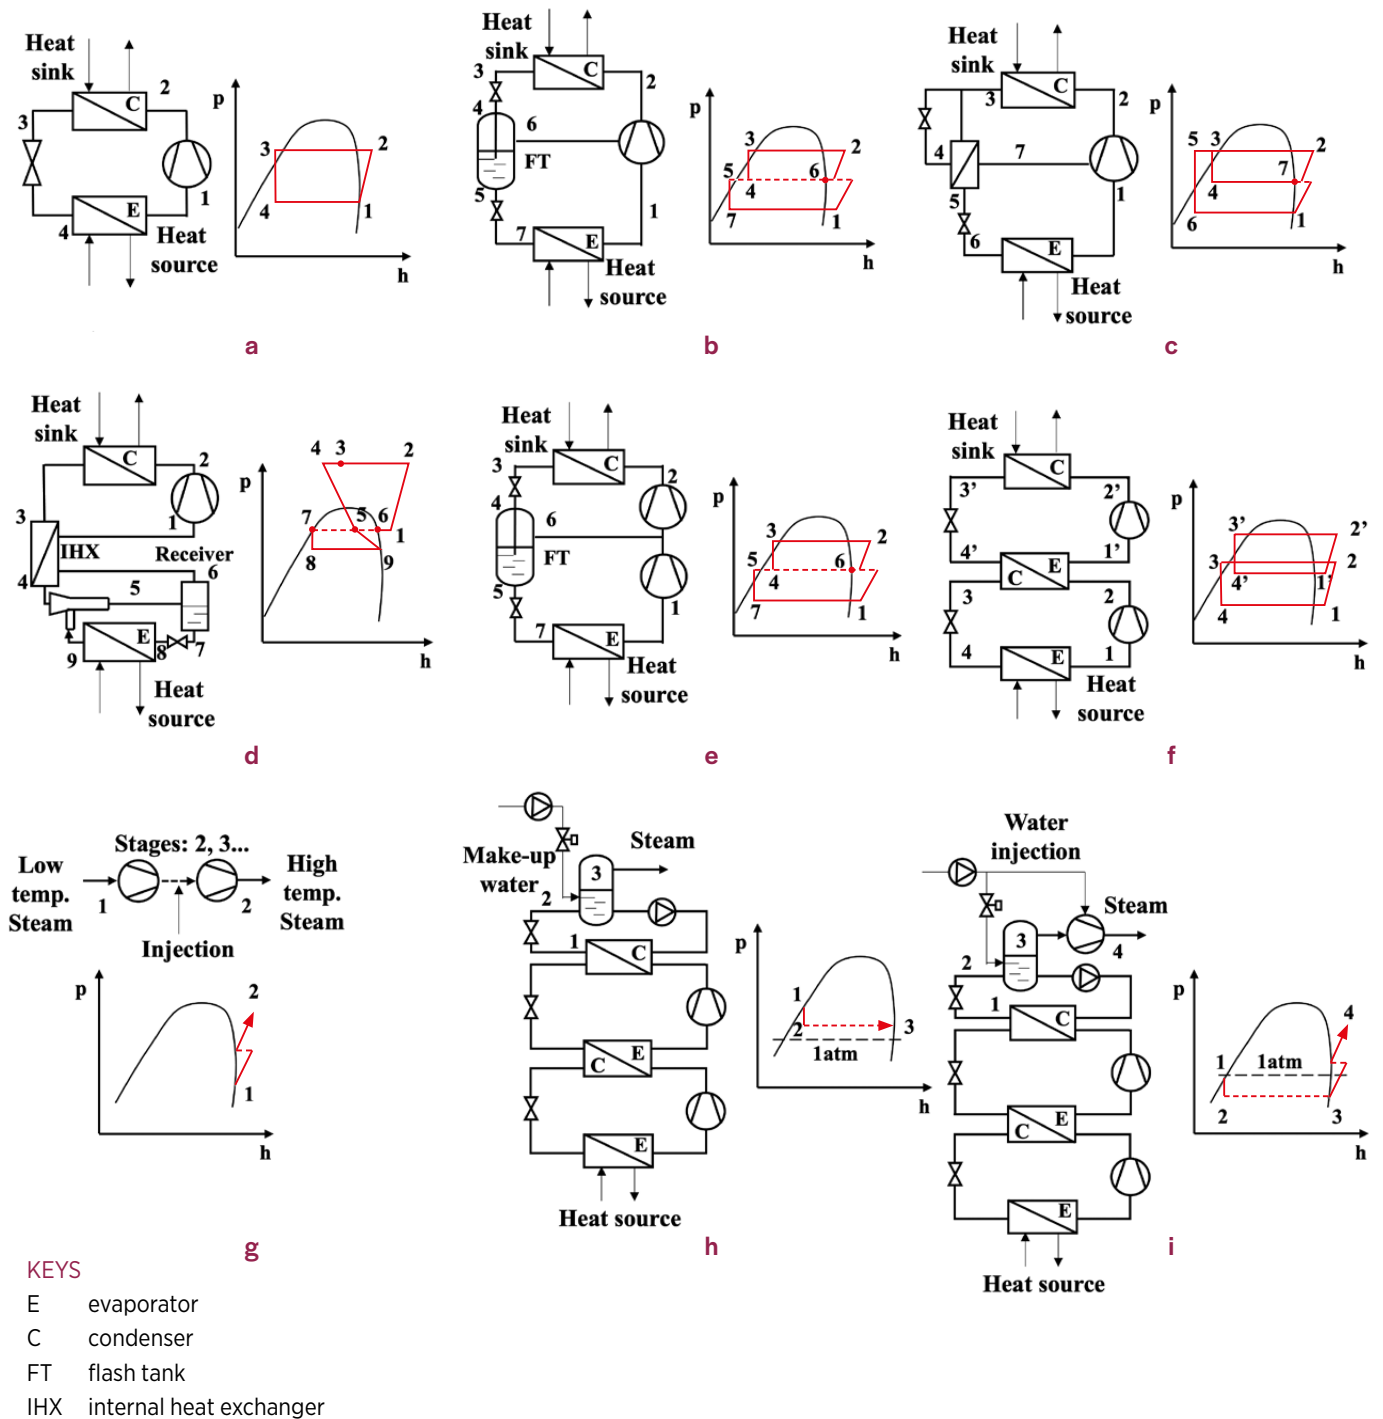 Heat
sink
C
2
3
1
E
4
Heat
source
p
3
2
4
1
h
a
Heat
sink
C
3
2
4
6
FT
5
1
7
E
Heat
source
p
3
2
5
4
6
7
1
h
b
Heat
sink
C
3
2
4
7
5
1
6
E
Heat
source
p
5
3
2
4
7
6
1
h
c
Heat
sink
C
2
3
1
IHX
Receiver
4
5
6
E
9
8
7
Heat
source
p
4
3
2
7
5
6
1
8
9
h
d
Heat
sink
C
3
2
4
6
FT
5
1
7
E
Heat
source
p
3
2
5
4
6
7
1
h
e
Heat
sink
C
3’
2’
4’
1’
E
C
3
2
4
1
E
Heat
source
p
3’
2’
3
2
4’
1’
4
1
h
f
Stages: 2, 3...
Low
temp.
Steam
1
2
High
temp.
Steam
Injection
p
2
1
h
g
Make-up
water
Steam
3
2
1
C
E
C
E
Heat source
p
1
2
3
1atm
h
h
Water
injection
Steam
3
4
2
1
C
E
C
E
Heat source
p
1
1atm
4
2
3
h
i
KEYS
E evaporator
C condenser
FT flash tank
IHX internal heat exchanger